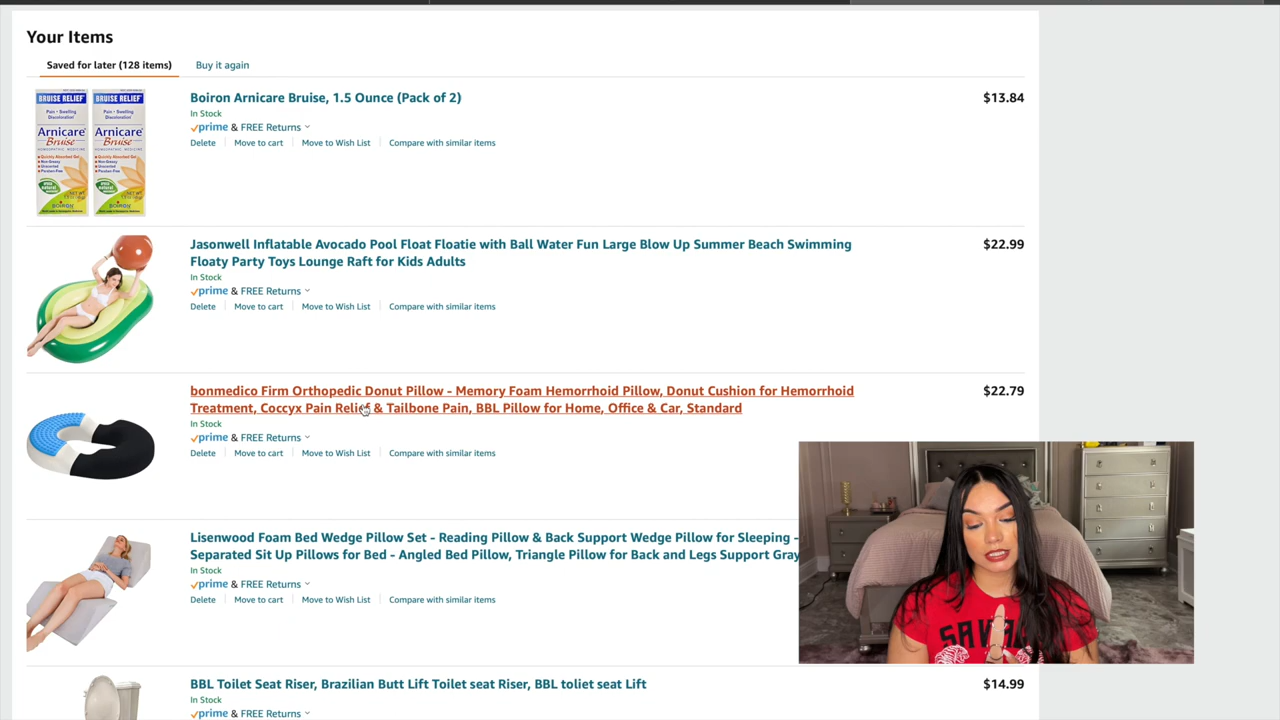 Your Items
Saved for later (128 items)
Buy it again
BRUISE RELIEF BRUISE RELIEF
Arnicare Arnicare
Bruise Bruise
Boiron Arnicare Bruise, 1.5 Ounce (Pack of 2)
$13.84
In Stock
prime & FREE Returns
Delete Move to cart Move to Wish List Compare with similar items
Jasonwell Inflatable Avocado Pool Float Floatie with Ball Water Fun Large Blow Up Summer Beach Swimming
$22.99
Floaty Party Toys Lounge Raft for Kids Adults
In Stock
prime & FREE Returns
Delete Move to cart Move to Wish List Compare with similar items
bonmedico Firm Orthopedic Donut Pillow - Memory Foam Hemorrhoid Pillow, Donut Cushion for Hemorrhoid
$22.79
Treatment, Coccyx Pain Relief & Tailbone Pain, BBL Pillow for Home, Office & Car, Standard
In Stock
prime & FREE Returns
Delete Move to cart Move to Wish List Compare with similar items
Lisenwood Foam Bed Wedge Pillow Set - Reading Pillow & Back Support Wedge Pillow for Sleeping -
Separated Sit Up Pillows for Bed - Angled Bed Pillow, Triangle Pillow for Back and Legs Support Gray
In Stock
prime & FREE Returns
Delete Move to cart Move to Wish List Compare with similar items
BBL Toilet Seat Riser, Brazilian Butt Lift Toilet seat Riser, BBL toliet seat Lift
$14.99
In Stock
prime & FREE Returns